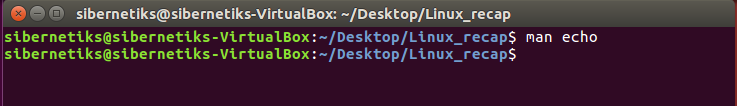 sibernetiks@sibernetiks-VirtualBox: ~/Desktop/Linux_recap
sibernetiks@sibernetiks-VirtualBox:~/Desktop/Linux_recap$ man echo
sibernetiks@sibernetiks-VirtualBox:~/Desktop/Linux_recap$